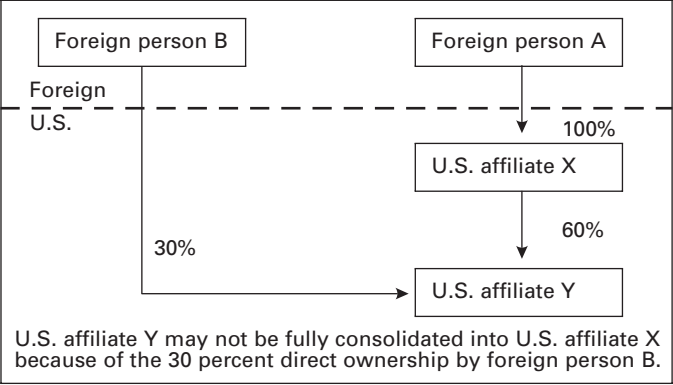 Foreign person B
Foreign person A
Foreign
U.S.
100%
U.S. affiliate X
30%
60%
U.S. affiliate Y
U.S. affiliate Y may not be fully consolidated into U.S. affiliate X
because of the 30 percent direct ownership by foreign person B.